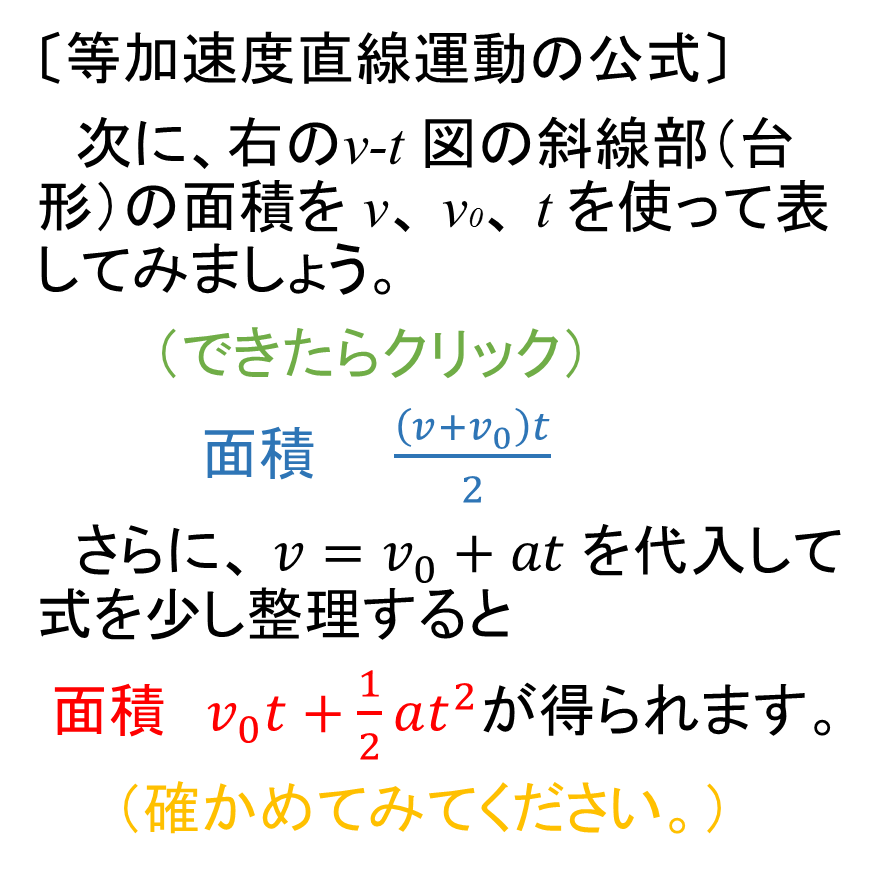 〔等加速度直線運動の公式〕
次に、右のv-t 図の斜線部（台
形）の面積を v、 v₀、 t を使って表
してみましょう。
（できたらクリック）
面積 (v+v₀)t/2
さらに、 v = v₀ + at を代入して
式を少し整理すると
面積 v₀t + 1/2 at² が得られます。
（確かめてみてください。）